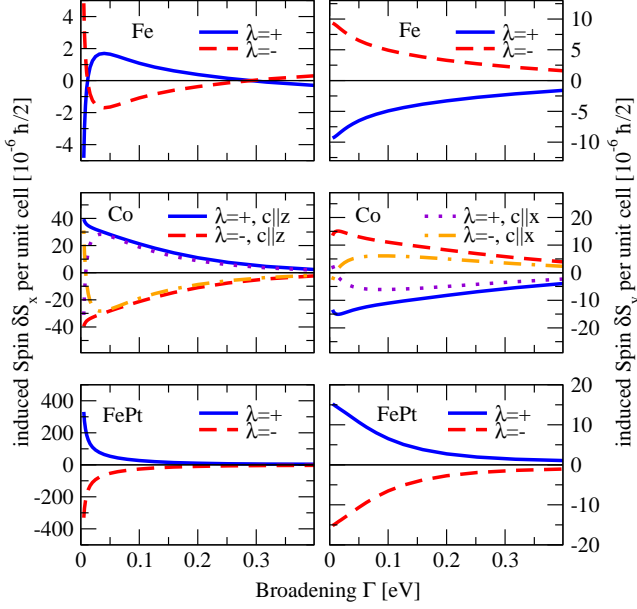 induced Spin δS_x per unit cell [10^-6 h/2]
4
2
0
-2
-4
Fe
λ=+
λ=-
Fe
λ=+
λ=-
10
5
0
-5
-10
40
20
0
-20
-40
Co
λ=+, c||z
λ=-, c||z
Co
λ=+, c||x
λ=-, c||x
20
10
0
-10
-20
400
200
0
-200
-400
FePt
λ=+
λ=-
FePt
λ=+
λ=-
20
15
10
5
0
-5
-10
-15
-20
induced Spin δS_y per unit cell [10^-6 h/2]
0 0.1 0.2 0.3
0 0.1 0.2 0.3
Broadening Γ [eV]